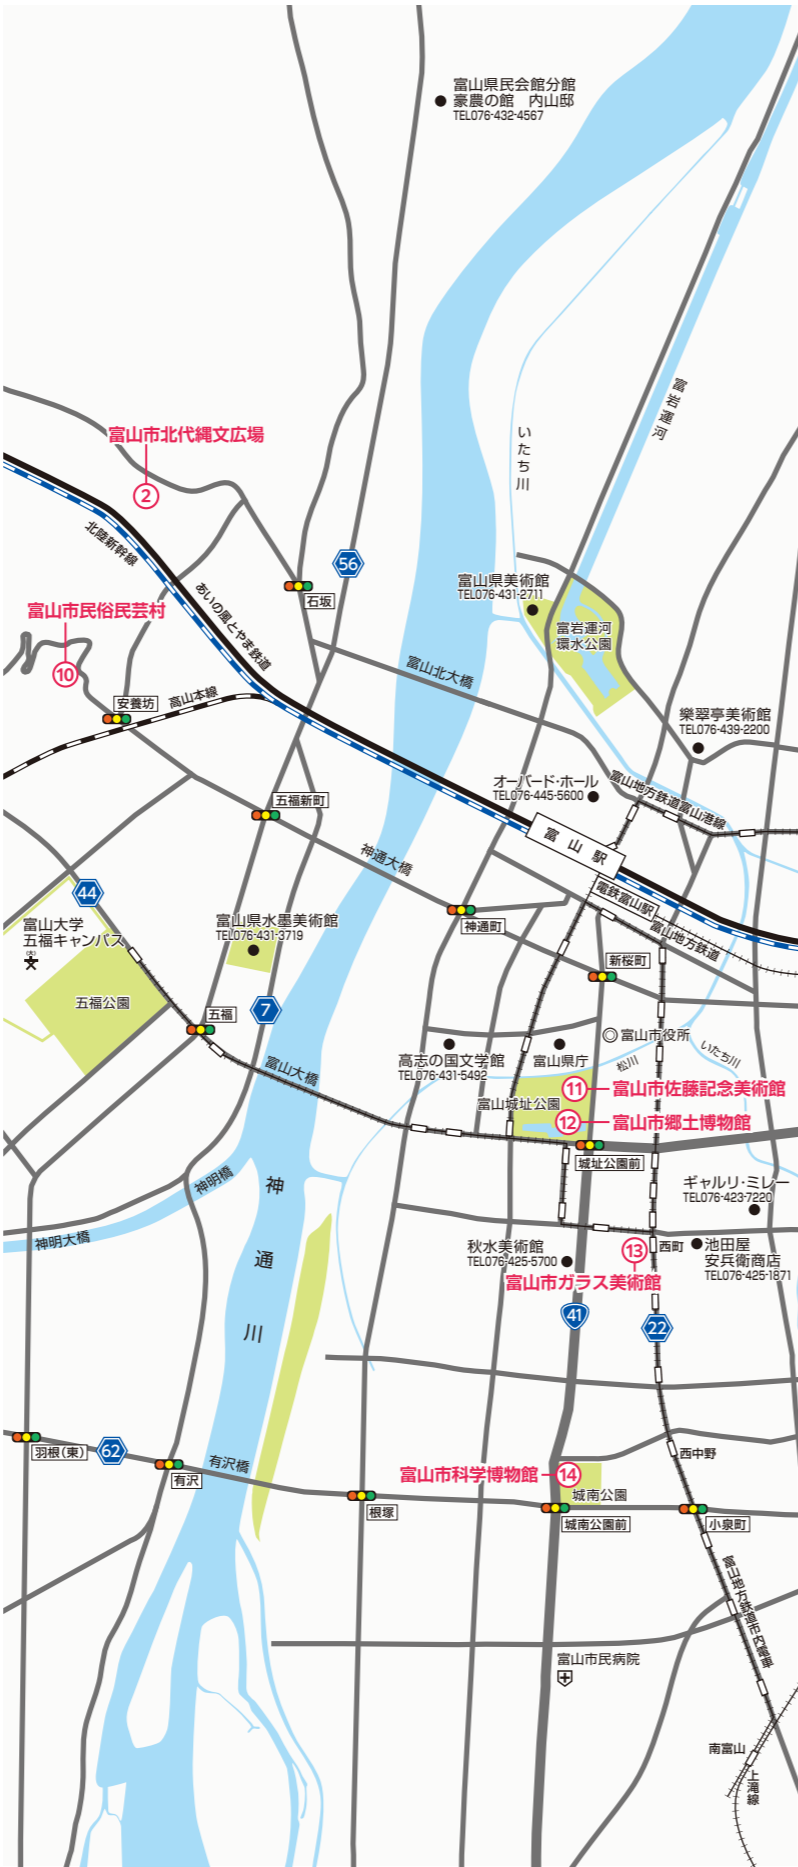 富山県民会館分館
豪農の館　内山邸
TEL076-432-4567
富岩運河
いたち川
富山市北代縄文広場
2
北陸新幹線
あいの風とやま鉄道
56
石坂
富山県美術館
TEL076-431-2711
富岩運河
環水公園
富山市民俗民芸村
10
安養坊
高山本線
富山北大橋
樂翠亭美術館
TEL076-439-2200
オーバード・ホール
TEL076-445-5600
富山地方鉄道富山港線
五福新町
富山駅
神通大橋
電鉄富山駅
44
富山大学
五福キャンパス
(大)
富山県水墨美術館
TEL076-431-3719
神通町
富山地方鉄道
新桜町
五福公園
五福
7
富山大橋
富山市役所
高志の国文学館
TEL076-431-5492
富山県庁
松川
いたち川
富山城址公園
11
富山市佐藤記念美術館
12
富山市郷土博物館
城址公園前
神明橋
神明大橋
神通川
ギャルリ・ミレー
TEL076-423-7220
秋水美術館
TEL076-425-5700
13
西町
池田屋
安兵衛商店
TEL076-425-1871
富山市ガラス美術館
41
22
羽根(東)
62
有沢
有沢橋
西中野
富山市科学博物館
14
城南公園
根塚
城南公園前
小泉町
富山地方鉄道市内電車
富山市民病院
南富山
上滝線